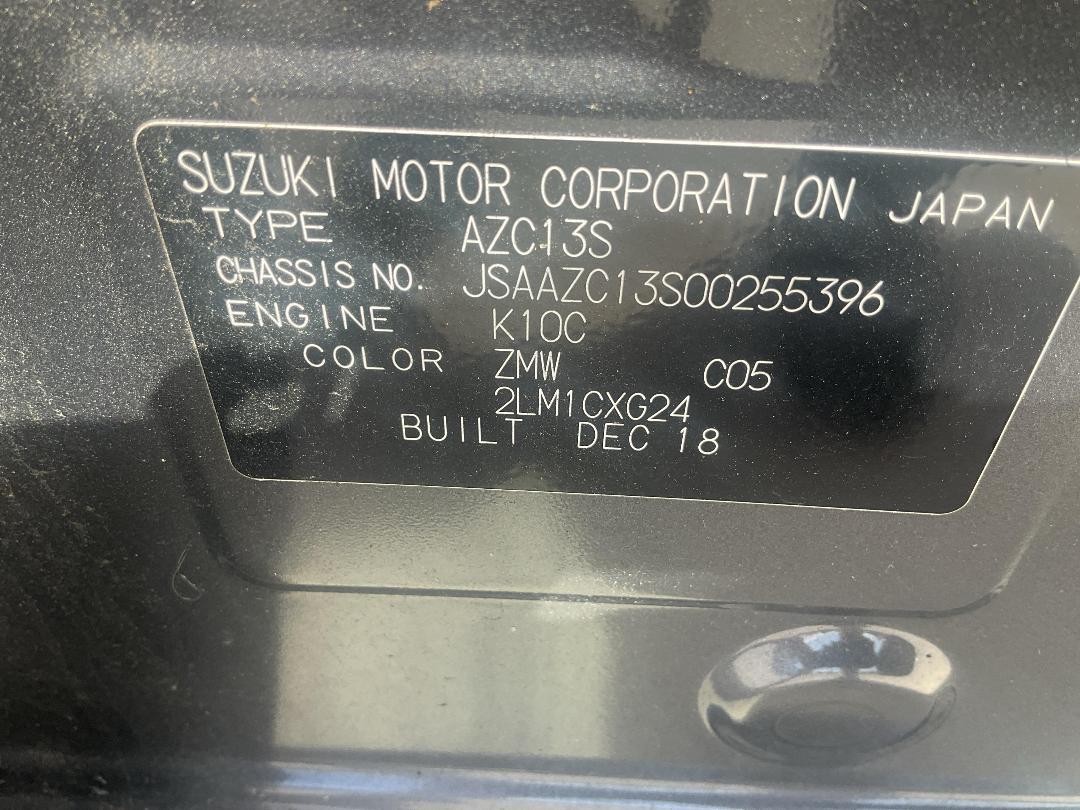 SUZUKI MOTOR CORPORATION JAPAN
TYPE AZC13S
CHASSIS NO. JSAAZC13S00255396
ENGINE K10C
COLOR ZMW C05
2LM1CXG24
BUILT DEC 18